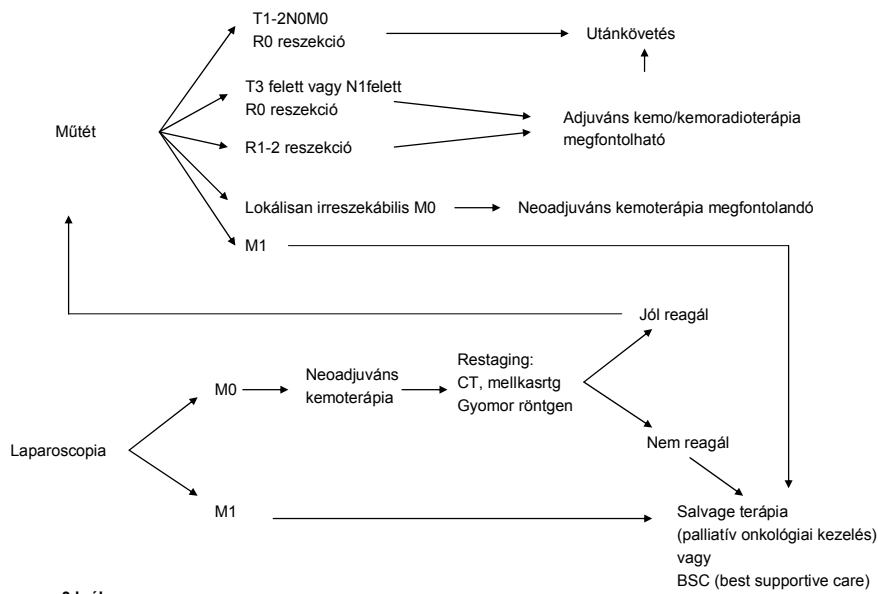 T1-2N0M0
R0 reszekció
Utánkövetés
T3 felett vagy N1felett
R0 reszekció
Műtét
Adjuváns kemo/kemoradioterápia
megfontolható
R1-2 reszekció
Lokálisan irreszekábilis M0
Neoadjuváns kemoterápia megfontolandó
M1
Jól reagál
Restaging:
CT, mellkasrtg
Gyomor röntgen
Neoadjuváns
kemoterápia
M0
Nem reagál
Laparoscopia
M1
Salvage terápia
(palliatív onkológiai kezelés)
vagy
BSC (best supportive care)